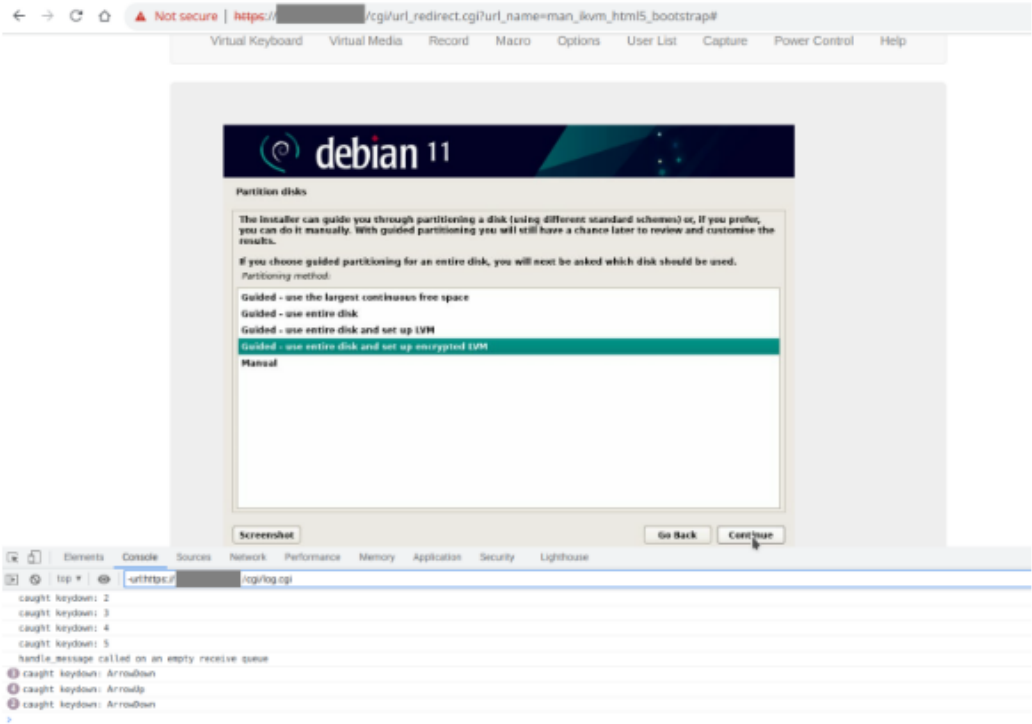 Not secure | https:// /cgi/url_redirect.cgi?url_name=man_ikvm_html5_bootstrap#
Virtual Keyboard Virtual Media Record Macro Options User List Capture Power Control Help
debian 11
Partition disks
The installer can guide you through partitioning a disk (using different standard schemes) or, if you prefer,
you can do it manually. With guided partitioning you will still have a chance later to review and customise the
results.
If you choose guided partitioning for an entire disk, you will next be asked which disk should be used.
Partitioning method:
Guided - use the largest continuous free space
Guided - use entire disk
Guided - use entire disk and set up LVM
Guided - use entire disk and set up encrypted LVM
Manual
Screenshot Go Back Continue
Elements Console Sources Network Performance Memory Application Security Lighthouse
top -url:https:// /cgi/log.cgi
caught keydown: 2
caught keydown: 3
caught keydown: 4
caught keydown: 5
handle_message called on an empty receive queue
caught keydown: ArrowDown
caught keydown: ArrowUp
caught keydown: ArrowDown